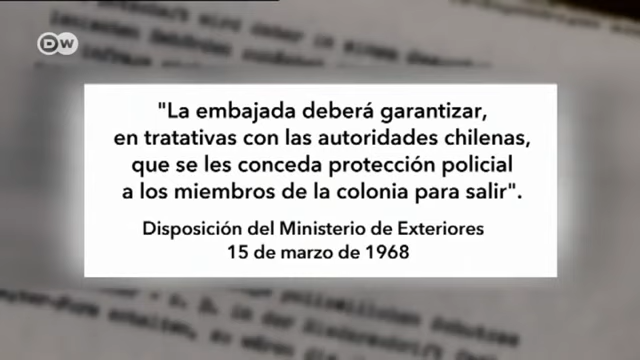 DW
"La embajada deberá garantizar,
en tratativas con las autoridades chilenas,
que se les conceda protección policial
a los miembros de la colonia para salir".
Disposición del Ministerio de Exteriores
15 de marzo de 1968